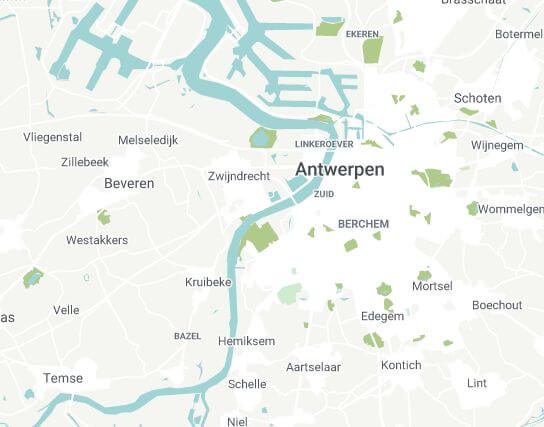 Brasschaat
EKEREN
Botermel
Schoten
Vliegenstal
Melseledijk
LINKEROEVER
Wijnegem
Zillebeek
Beveren
Zwijndrecht
Antwerpen
ZUID
Wommelgem
BERCHEM
Westakkers
Kruibeke
Mortsel
Velle
Boechout
as
Edegem
BAZEL
Hemiksem
Aartselaar
Kontich
Temse
Schelle
Lint
Niel